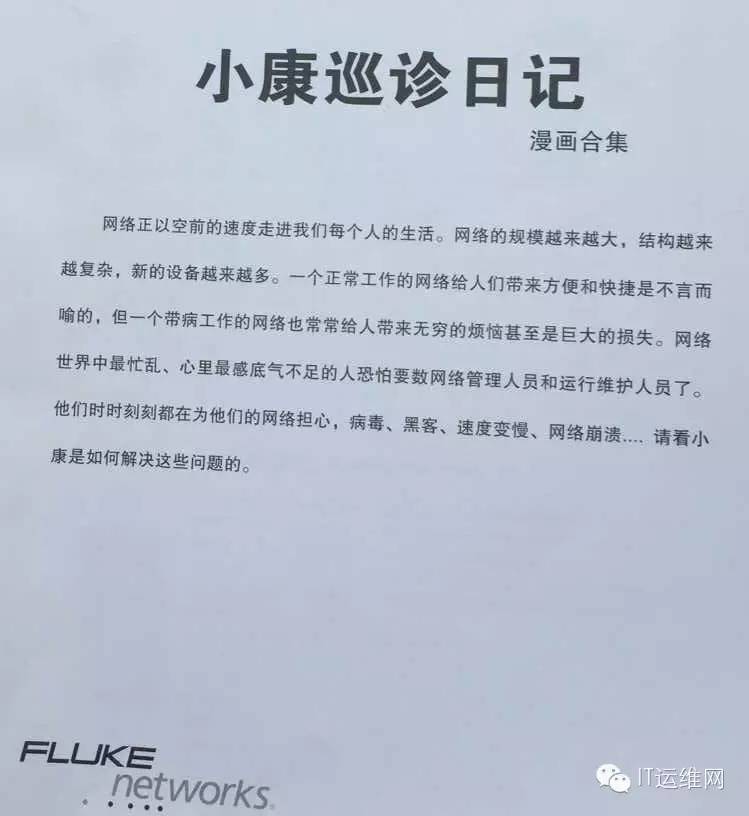 小康巡诊日记
漫画合集
网络正以空前的速度走进我们每个人的生活。网络的规模越来越大，结构越来
越复杂，新的设备越来越多。一个正常工作的网络给人们带来方便和快捷是不言而
喻的，但一个带病工作的网络也常常给人带来无穷的烦恼甚至是巨大的损失。网络
世界中最忙乱、心里最感底气不足的人恐怕要数网络管理人员和运行维护人员了。
他们时时刻刻都在为他们的网络担心，病毒、黑客、速度变慢、网络崩溃.... 请看小
康是如何解决这些问题的。
FLUKE
networks
IT运维网